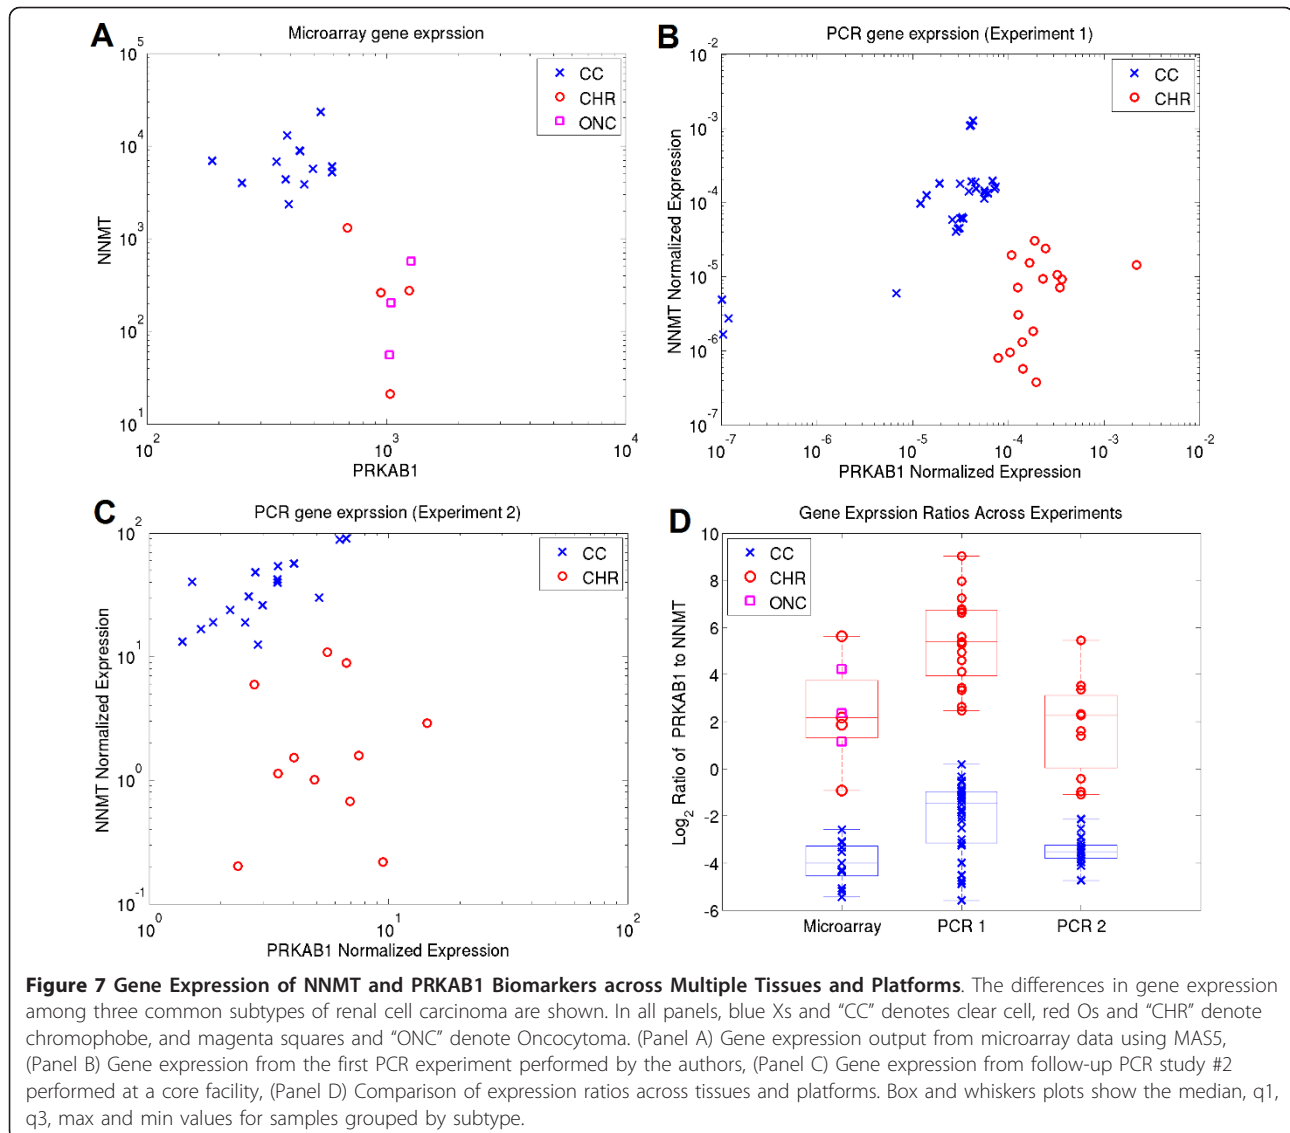 A
Microarray gene exprssion
10^5
10^4
10^3
10^2
10^1
NNMT
CC
CHR
ONC
10^2
10^3
10^4
PRKAB1
B
PCR gene exprssion (Experiment 1)
10^-2
10^-3
10^-4
10^-5
10^-6
10^-7
NNMT Normalized Expression
CC
CHR
10^-7
10^-6
10^-5
10^-4
10^-3
10^-2
PRKAB1 Normalized Expression
C
PCR gene exprssion (Experiment 2)
10^2
10^1
10^0
10^-1
NNMT Normalized Expression
CC
CHR
10^0
10^1
10^2
PRKAB1 Normalized Expression
D
Gene Exprssion Ratios Across Experiments
10
8
6
4
2
0
-2
-4
-6
Log2 Ratio of PRKAB1 to NNMT
CC
CHR
ONC
Microarray
PCR 1
PCR 2
Figure 7 Gene Expression of NNMT and PRKAB1 Biomarkers across Multiple Tissues and Platforms. The differences in gene expression
among three common subtypes of renal cell carcinoma are shown. In all panels, blue Xs and “CC” denotes clear cell, red Os and “CHR” denote
chromophobe, and magenta squares and “ONC” denote Oncocytoma. (Panel A) Gene expression output from microarray data using MAS5,
(Panel B) Gene expression from the first PCR experiment performed by the authors, (Panel C) Gene expression from follow-up PCR study #2
performed at a core facility, (Panel D) Comparison of expression ratios across tissues and platforms. Box and whiskers plots show the median, q1,
q3, max and min values for samples grouped by subtype.